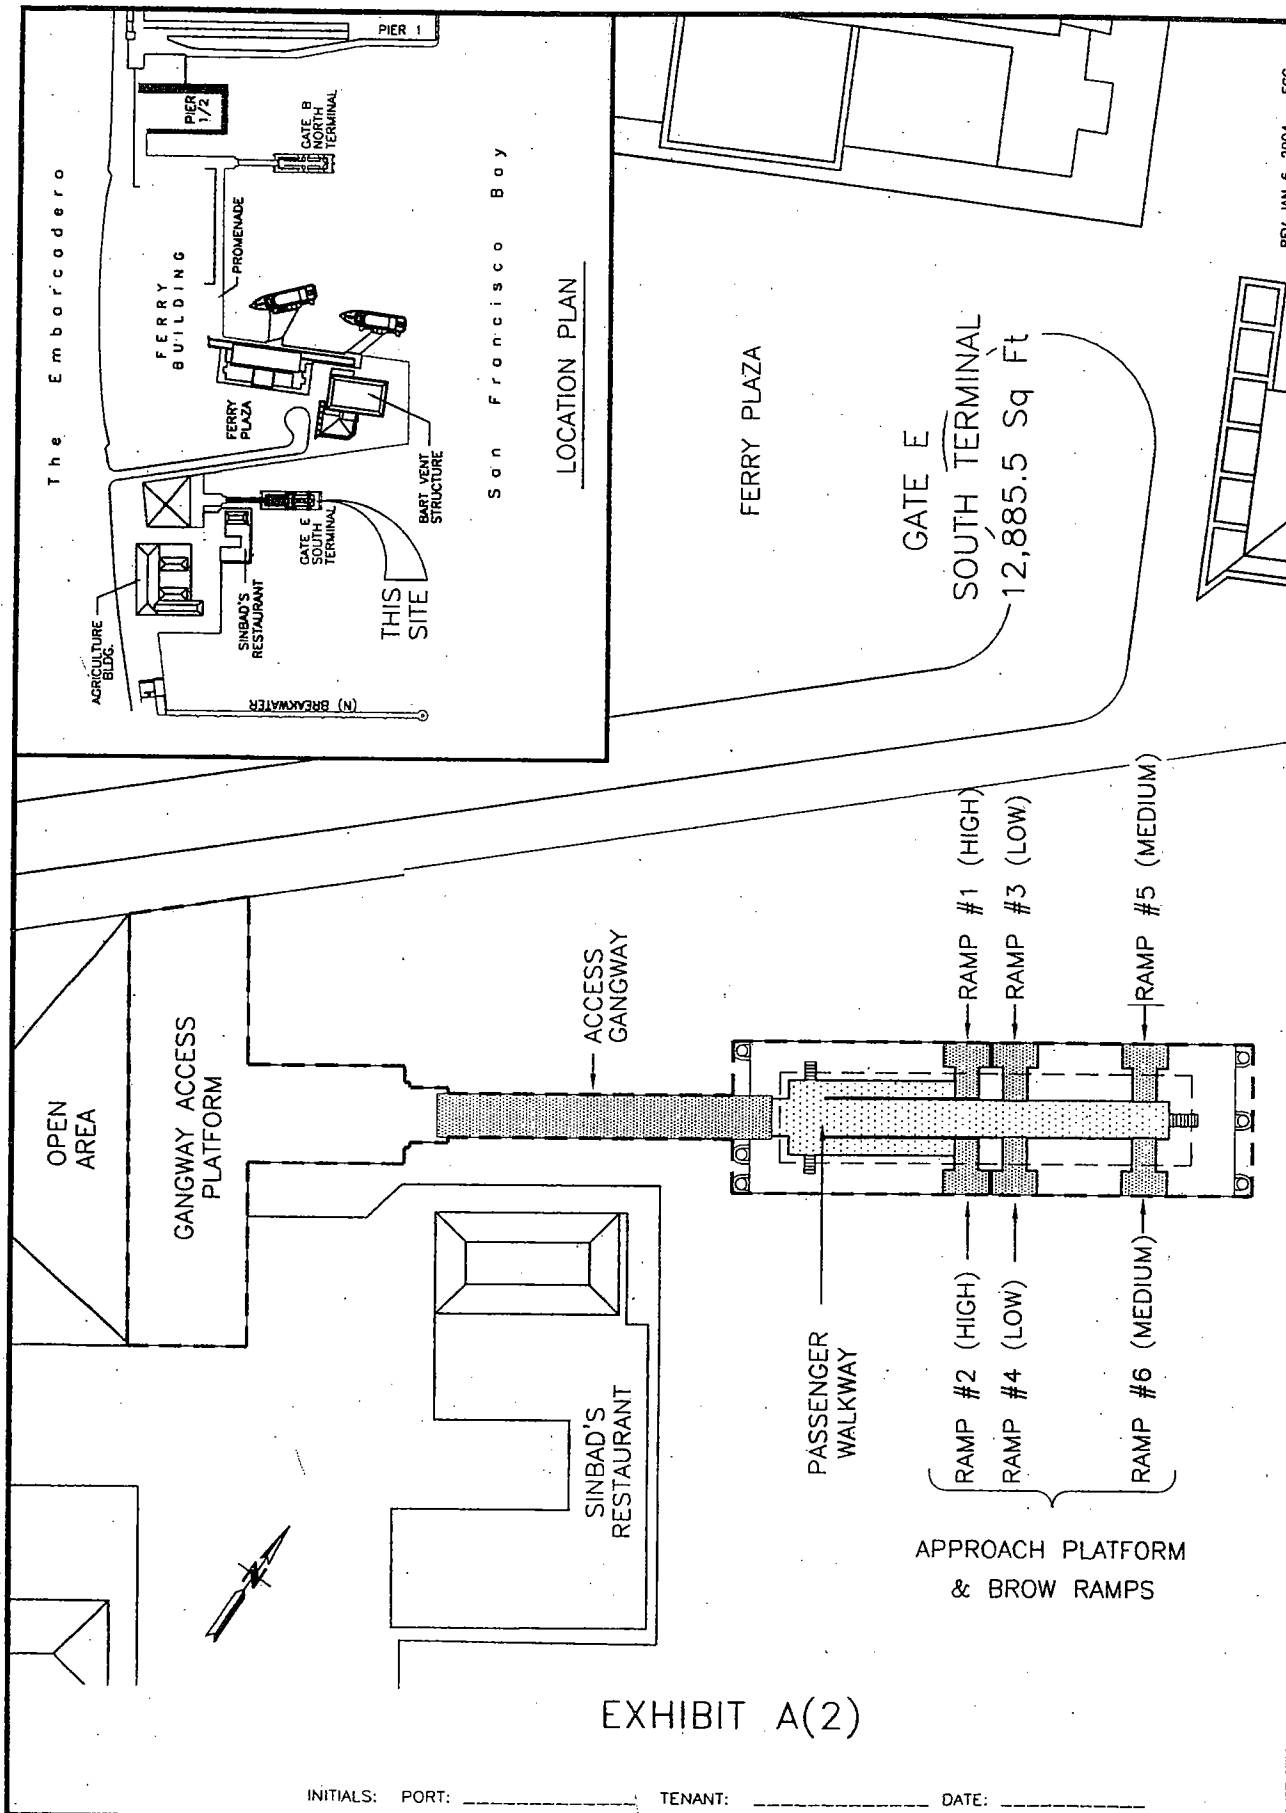 The Embarcadero
PIER 1
PIER
1/2
GATE B
NORTH
TERMINAL
FERRY
BUILDING
PROMENADE
FERRY
PLAZA
BART VENT
STRUCTURE
San Francisco Bay
LOCATION PLAN
AGRICULTURE
BLDG.
SINBAD'S
RESTAURANT
GATE E
SOUTH
TERMINAL
THIS
SITE
(N) BREAKWATER
FERRY PLAZA
GATE E
SOUTH TERMINAL
12,885.5 Sq Ft
REV JAN 6, 2004
OPEN
AREA
GANGWAY ACCESS
PLATFORM
ACCESS
GANGWAY
RAMP #1 (HIGH)
RAMP #3 (LOW)
RAMP #5 (MEDIUM)
PASSENGER
WALKWAY
RAMP #2 (HIGH)
RAMP #4 (LOW)
RAMP #6 (MEDIUM)
SINBAD'S
RESTAURANT
APPROACH PLATFORM
& BROW RAMPS
EXHIBIT A(2)
INITIALS: PORT: TENANT: DATE: